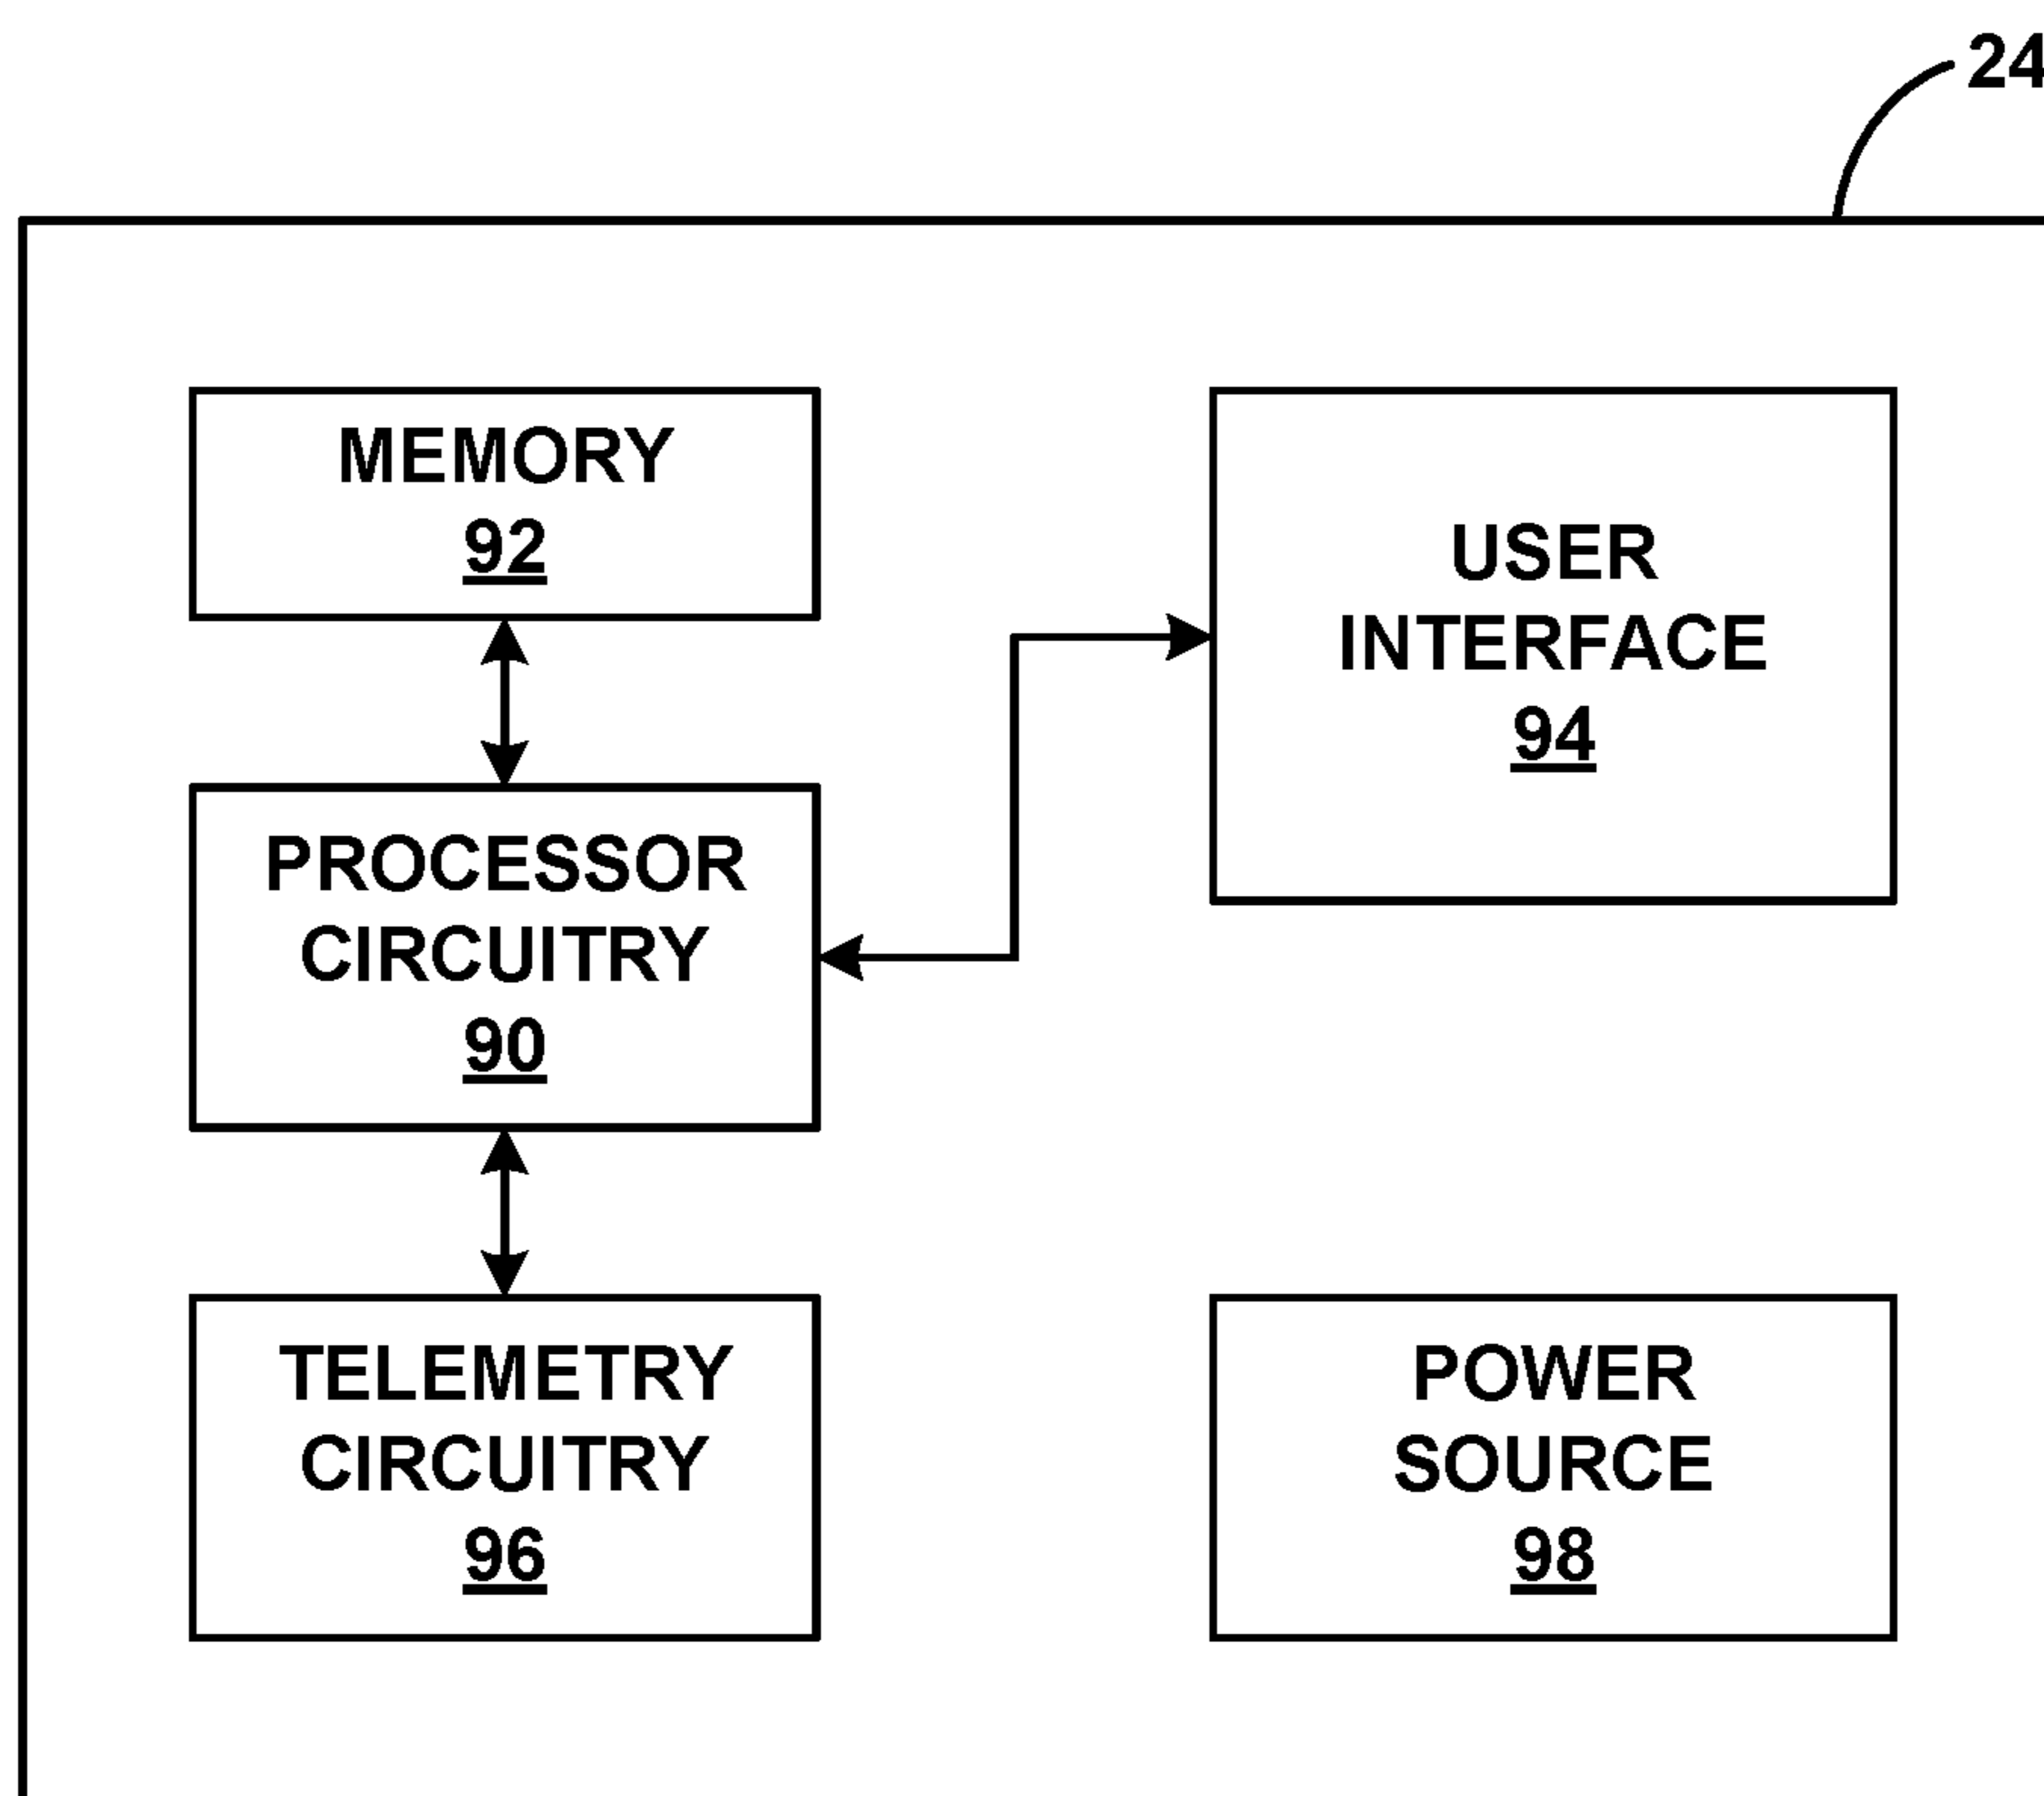 24
MEMORY
92
USER
INTERFACE
94
PROCESSOR
CIRCUITRY
90
TELEMETRY
CIRCUITRY
96
POWER
SOURCE
98